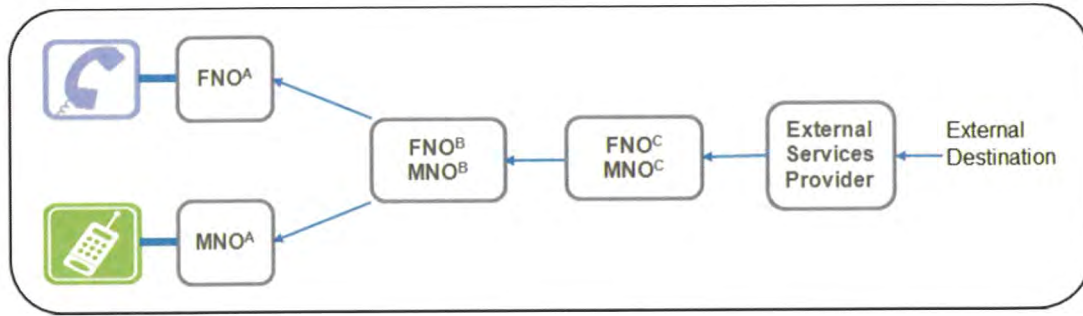 FNOᴬ
FNOᴮ
MNOᴮ
FNOᶜ
MNOᶜ
External
Services
Provider
External
Destination
MNOᴬ